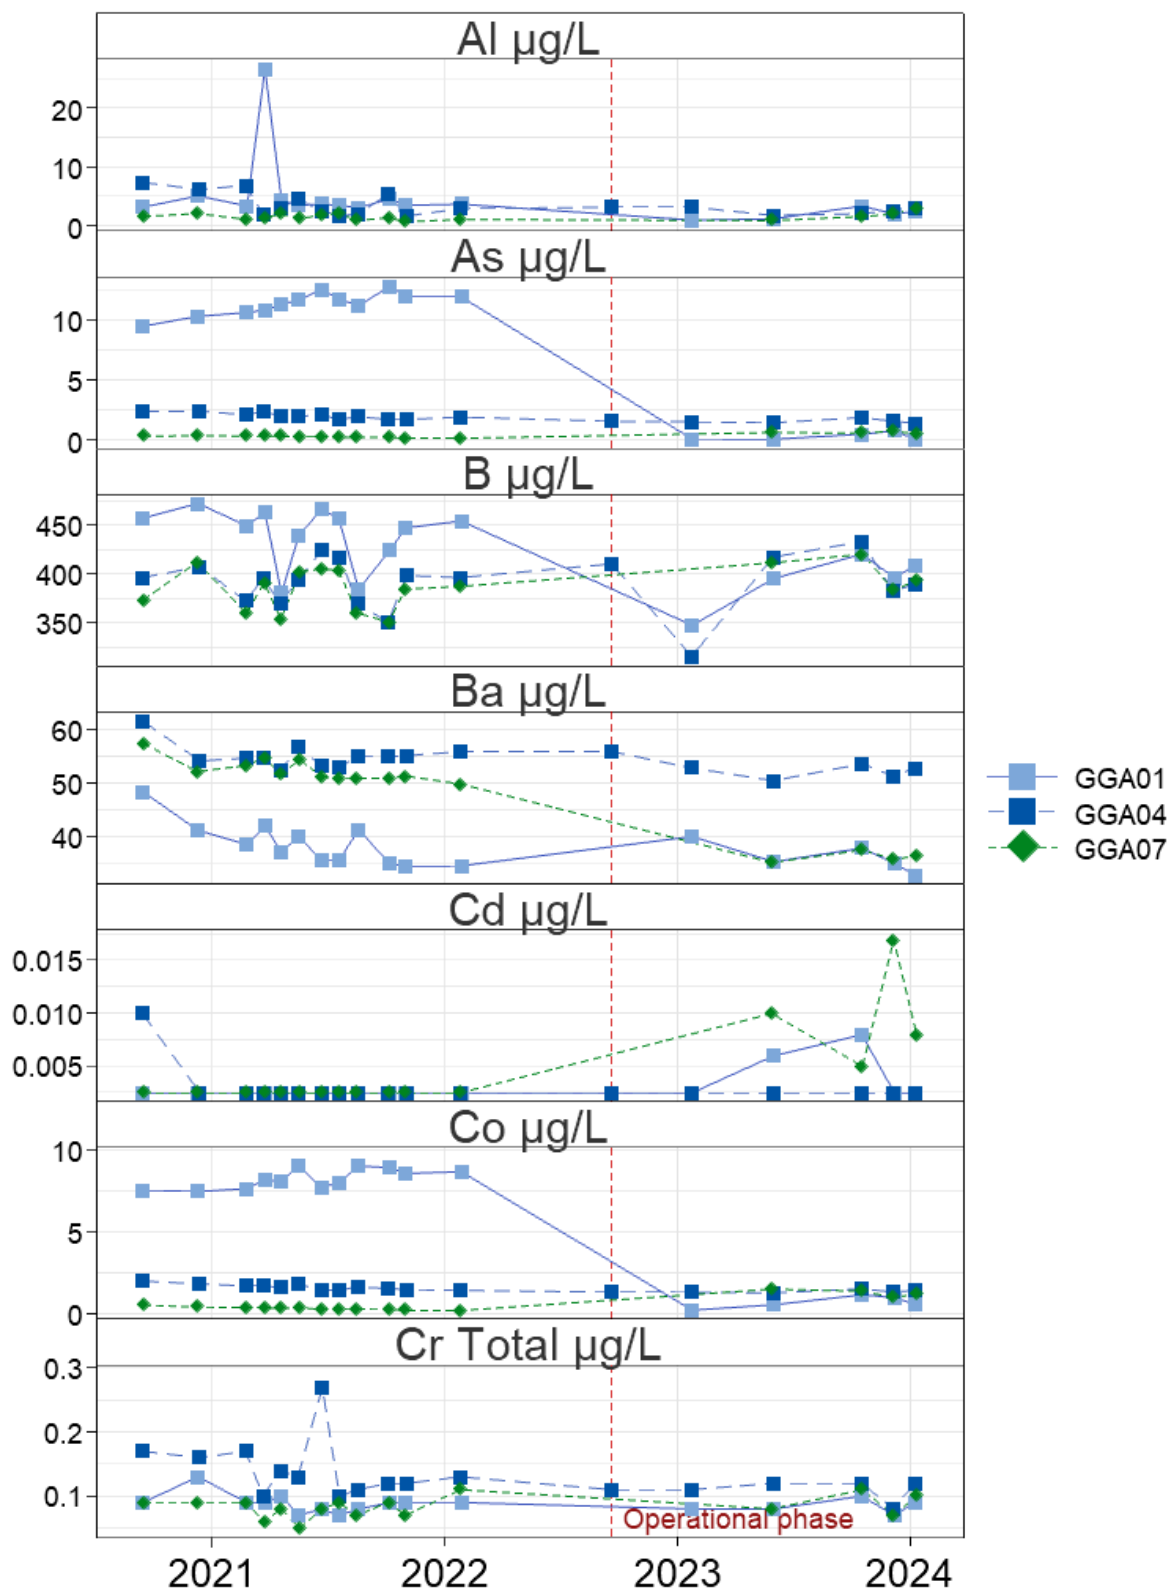 Al µg/L
20
10
0
As µg/L
10
5
0
B µg/L
450
400
350
Ba µg/L
60
50
40
GGA01
GGA04
GGA07
Cd µg/L
0.015
0.010
0.005
Co µg/L
10
5
0
Cr Total µg/L
0.3
0.2
0.1
Operational phase
2021 2022 2023 2024